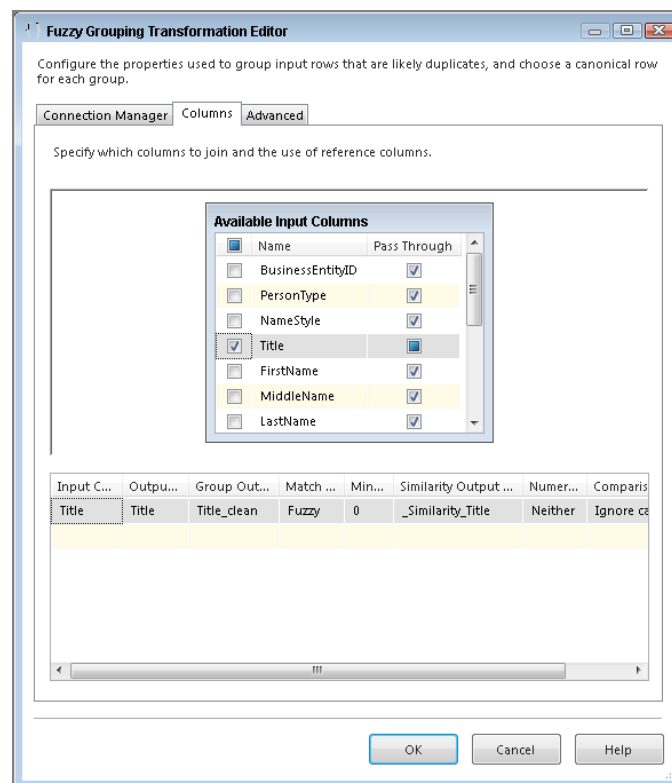 Fuzzy Grouping Transformation Editor
Configure the properties used to group input rows that are likely duplicates, and choose a canonical row
for each group.
Connection Manager Columns Advanced
Specify which columns to join and the use of reference columns.
Available Input Columns
Name Pass Through
BusinessEntityID
PersonType
NameStyle
Title
FirstName
MiddleName
LastName
Input C... Outpu... Group Out... Match ... Min... Similarity Output ... Numer... Comparis
Title Title Title_clean Fuzzy 0 _Similarity_Title Neither Ignore ca
OK Cancel Help